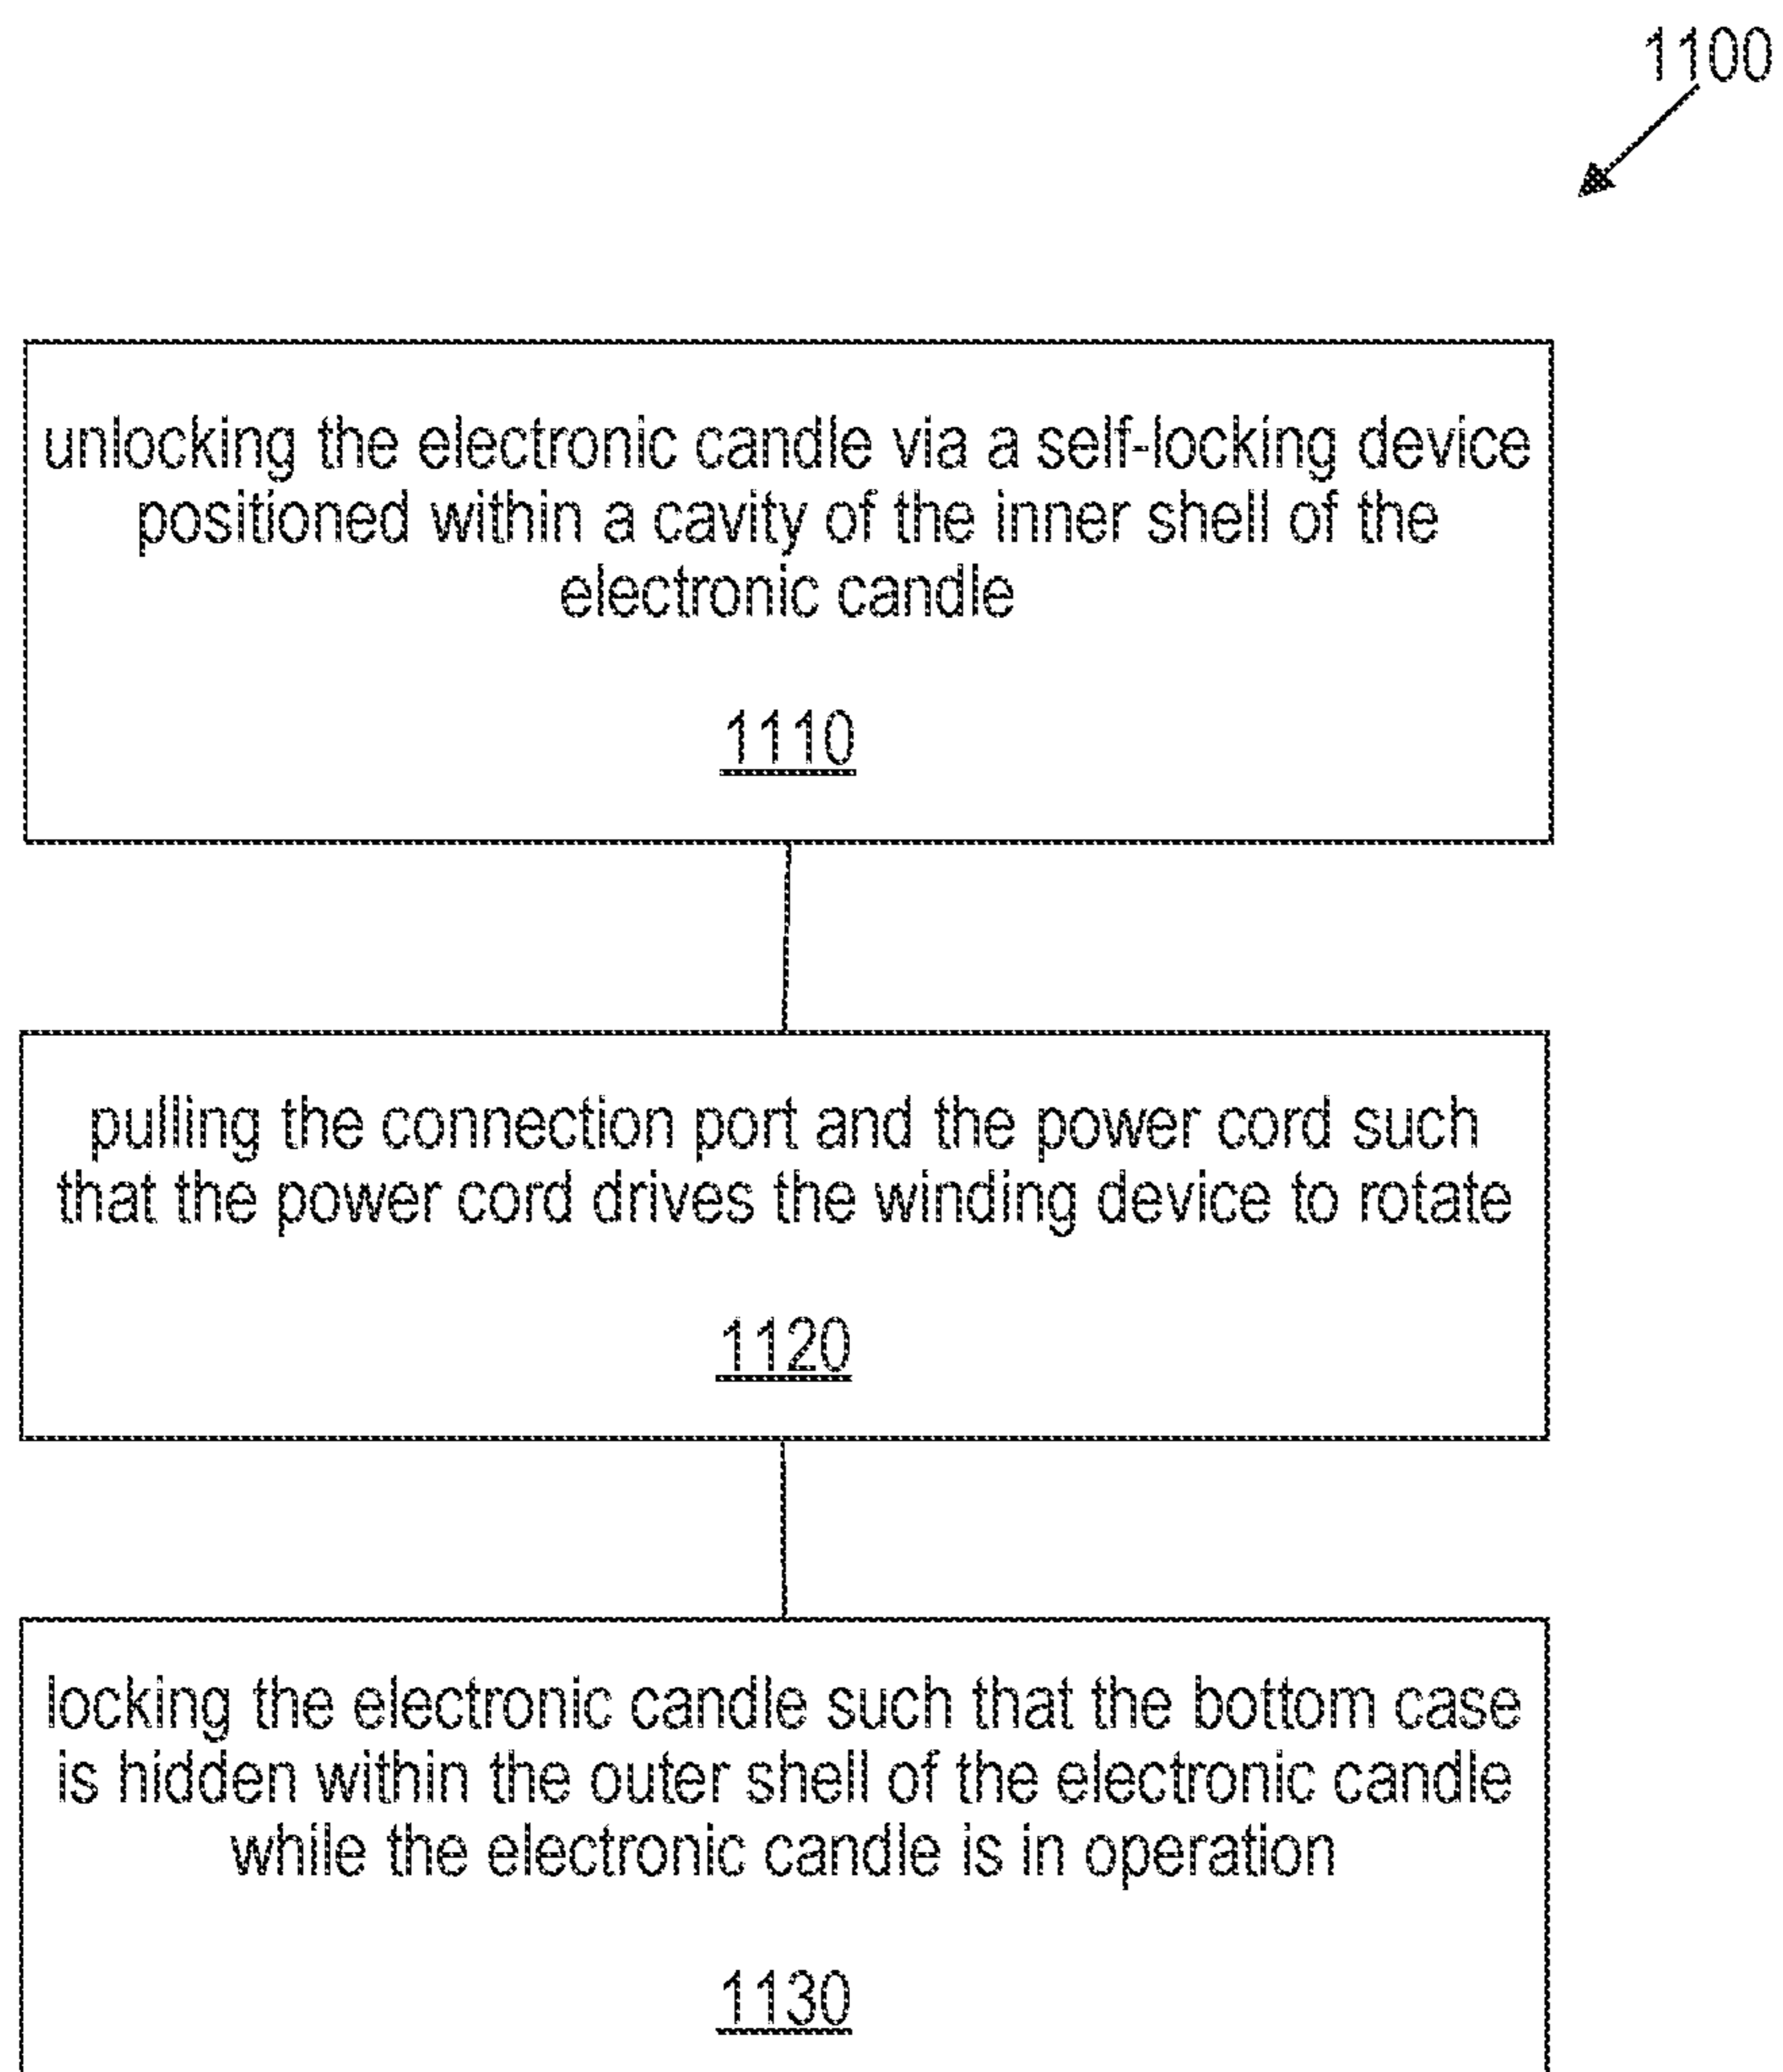 1100
unlocking the electronic candle via a self-locking device
positioned within a cavity of the inner shell of the
electronic candle
1110
pulling the connection port and the power cord such
that the power cord drives the winding device to rotate
1120
locking the electronic candle such that the bottom case
is hidden within the outer shell of the electronic candle
while the electronic candle is in operation
1130